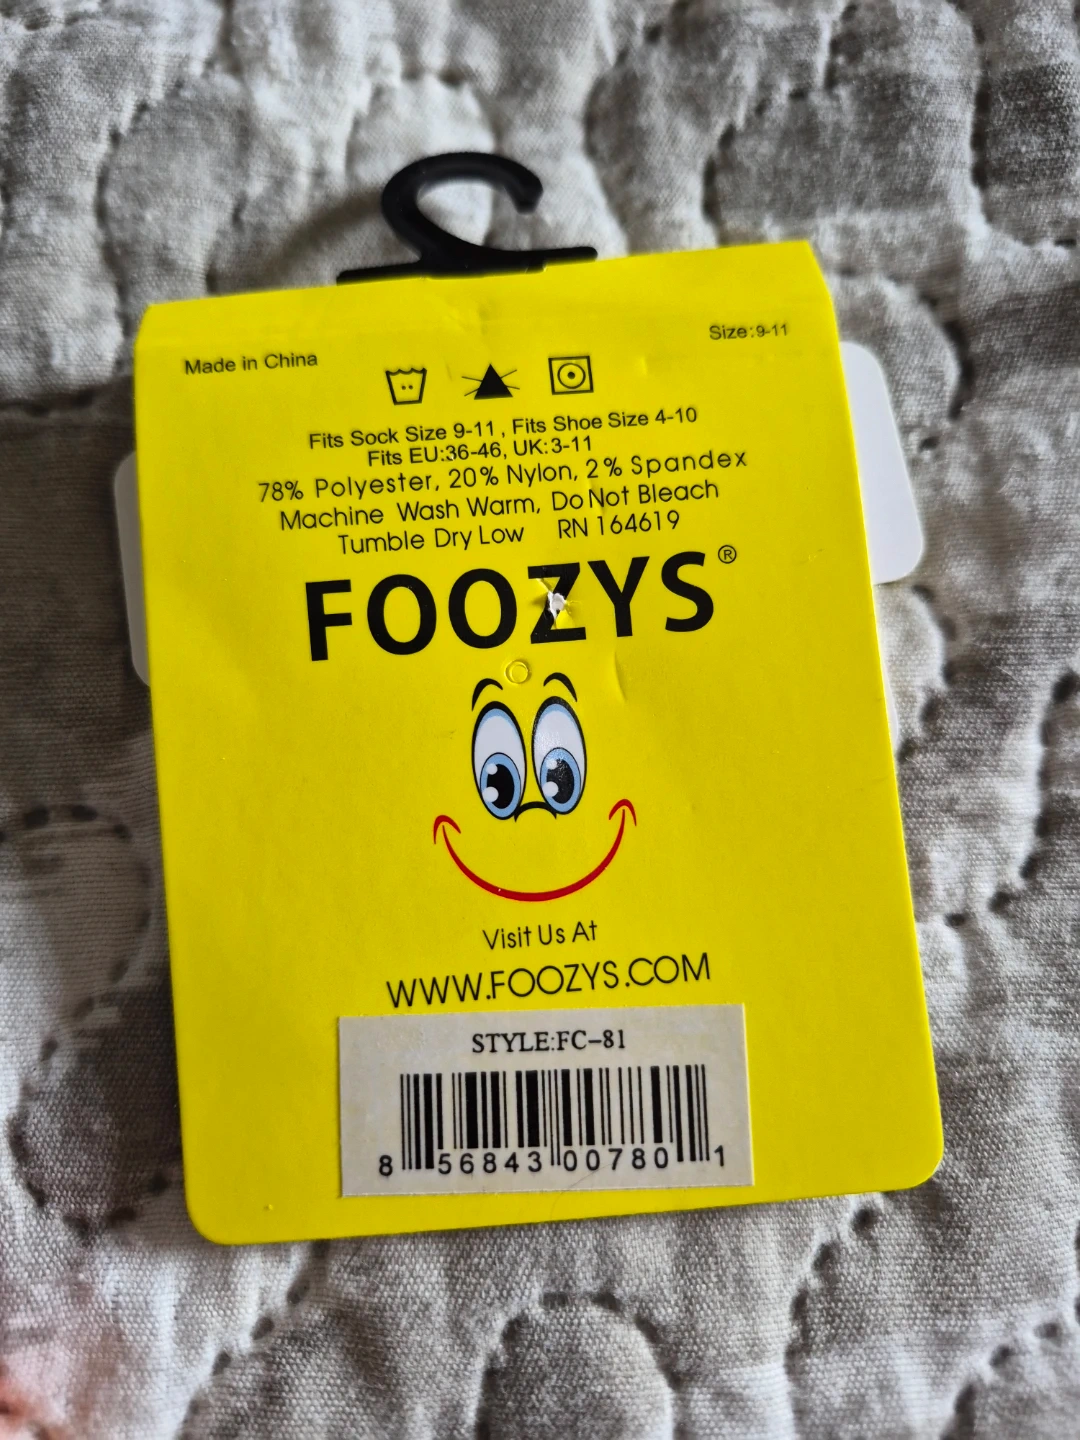 Made in China
Size:9-11
Fits Sock Size 9-11, Fits Shoe Size 4-10
Fits EU:36-46, UK:3-11
78% Polyester, 20% Nylon, 2% Spandex
Machine Wash Warm, Do Not Bleach
Tumble Dry Low RN 164619
FOOZYS®
Visit Us At
WWW.FOOZYS.COM
STYLE:FC-81
8 56843 00780 1